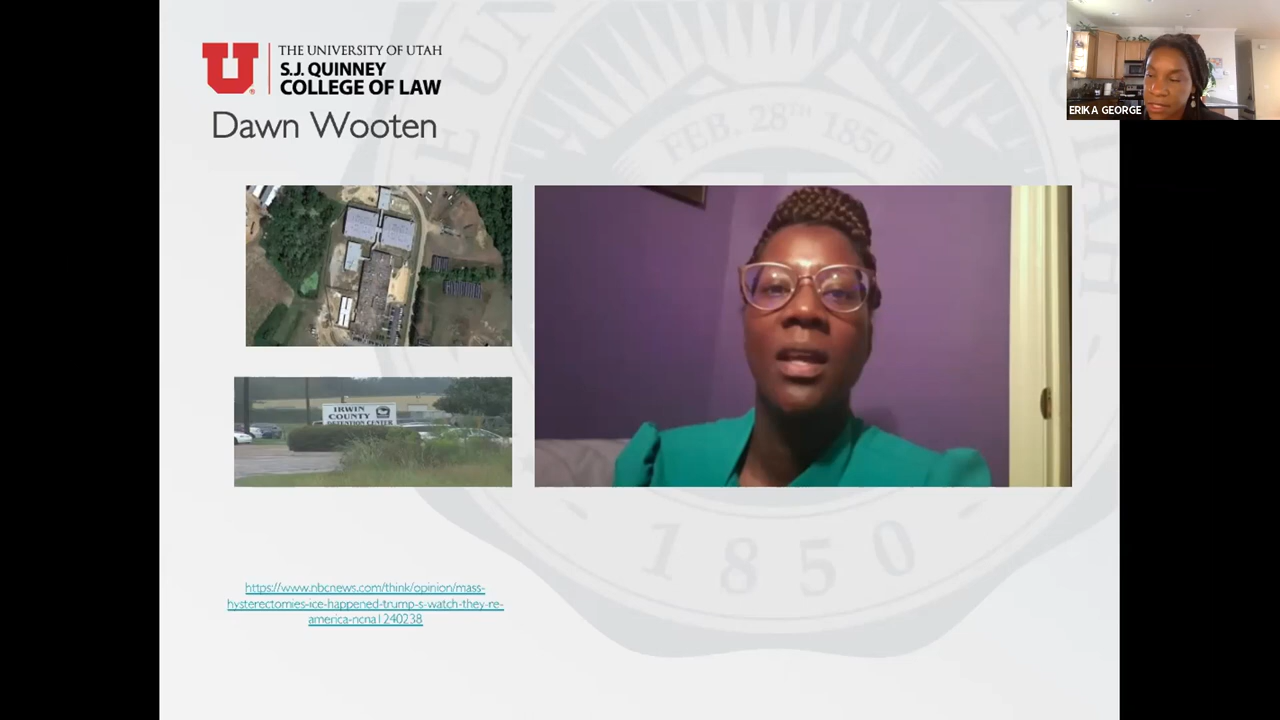 THE UNIVERSITY OF UTAH
S.J. QUINNEY
COLLEGE OF LAW
Dawn Wooten
ERIKA GEORGE
FEB. 28TH 1850
IRWIN
COUNTY
DETENTION CENTER
1850
https://www.nbcnews.com/think/opinion/mass-
hysterectomies-ice-happened-trump-s-watch-they-re-
america-ncna1240238